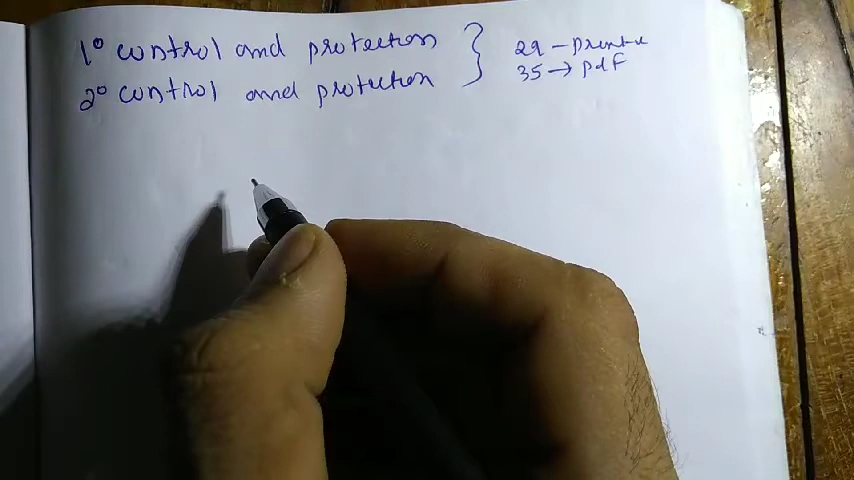 1° control and protection } 29 - printed
2° control and protection 35 → pdf